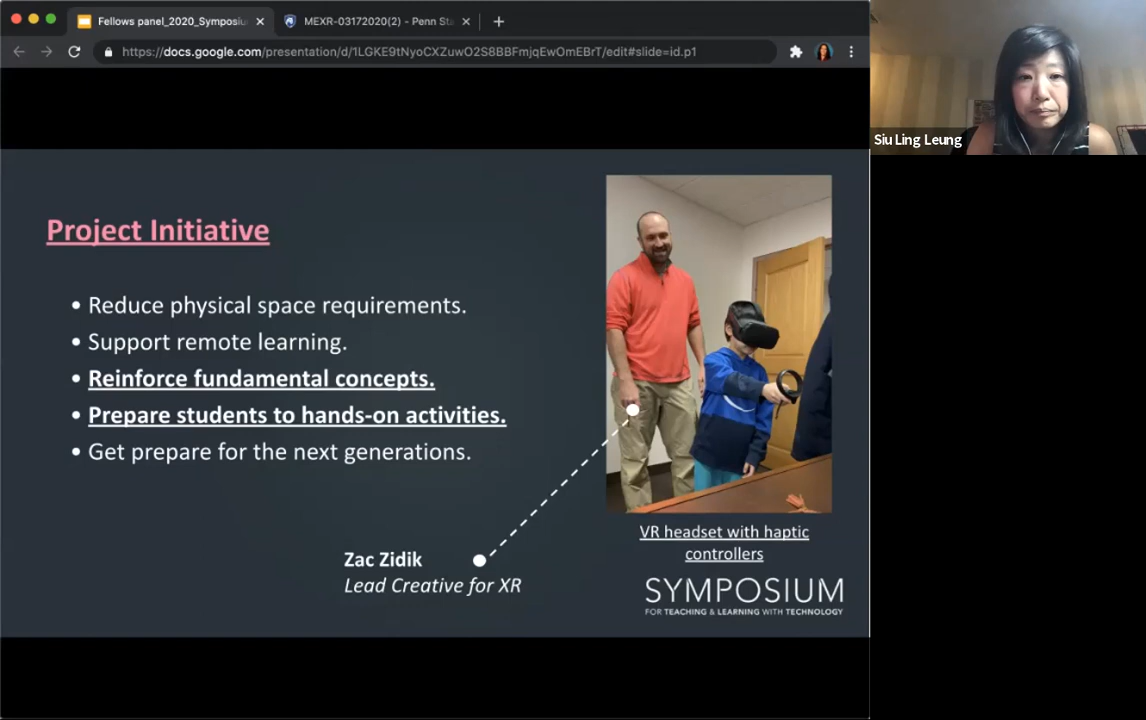 Fellows panel_2020_Symposiu
MEXR-03172020(2) - Penn Sta
https://docs.google.com/presentation/d/1LGKE9tNyoCXZuwO2S8BBFmjqEwOmEBrT/edit#slide=id.p1
Siu Ling Leung
Project Initiative
• Reduce physical space requirements.
• Support remote learning.
• Reinforce fundamental concepts.
• Prepare students to hands-on activities.
• Get prepare for the next generations.
Zac Zidik
Lead Creative for XR
VR headset with haptic
controllers
SYMPOSIUM
FOR TEACHING & LEARNING WITH TECHNOLOGY